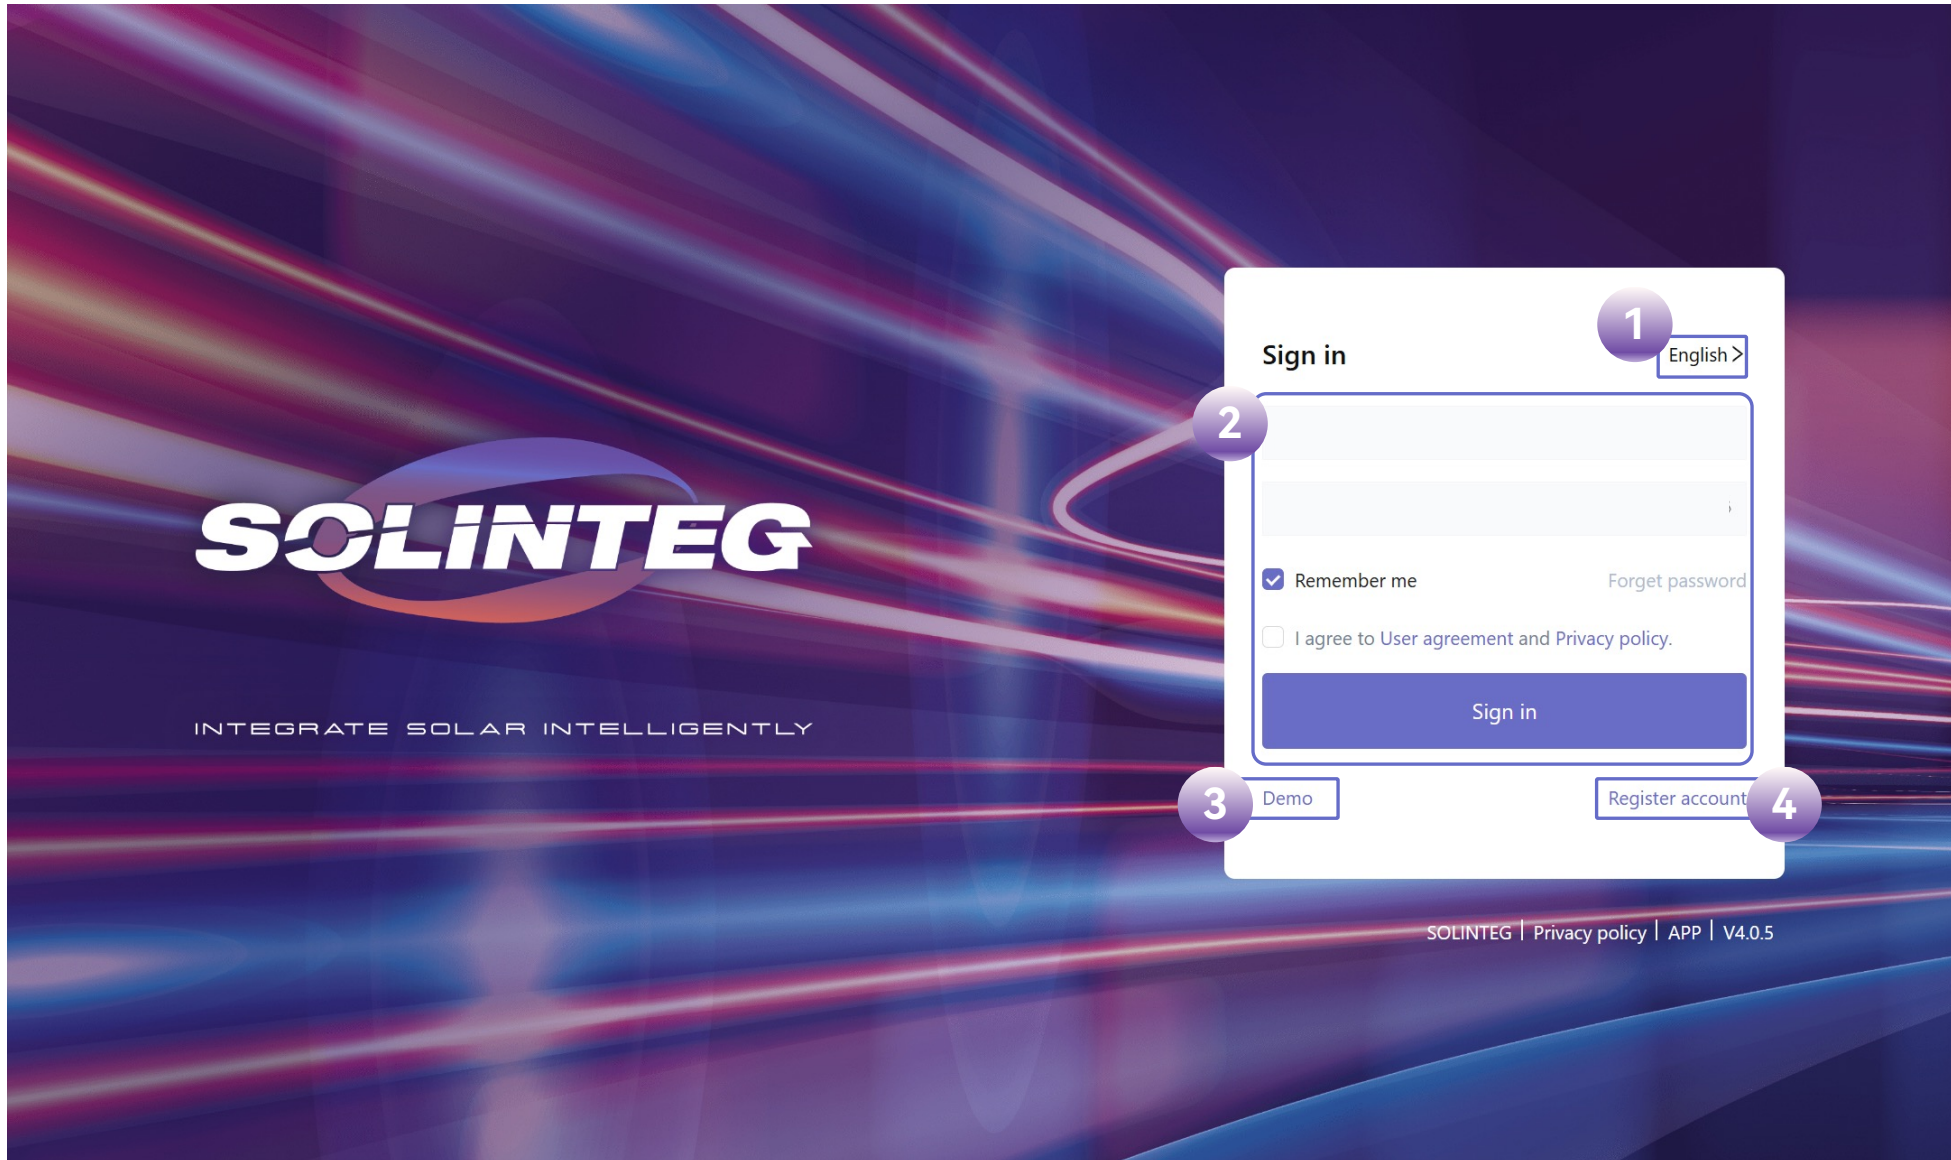 SOLINTEG
INTEGRATE SOLAR INTELLIGENTLY
1
Sign in
English >
2
Remember me
Forget password
I agree to User agreement and Privacy policy.
Sign in
3
Demo
Register account
4
SOLINTEG | Privacy policy | APP | V4.0.5